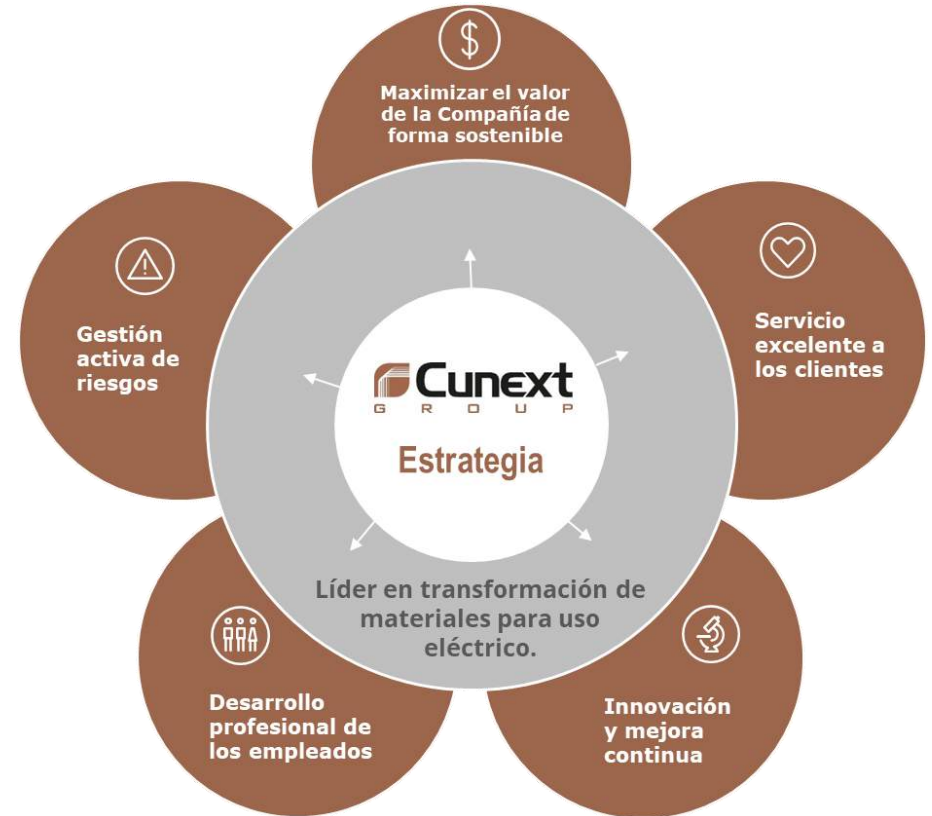 $
Maximizar el valor
de la Compañía de
forma sostenible
Servicio
excelente a
los clientes
Innovación
y mejora
continua
Desarrollo
profesional de
los empleados
Gestión
activa de
riesgos
Cunext
GROUP
Estrategia
Líder en transformación de
materiales para uso
eléctrico.